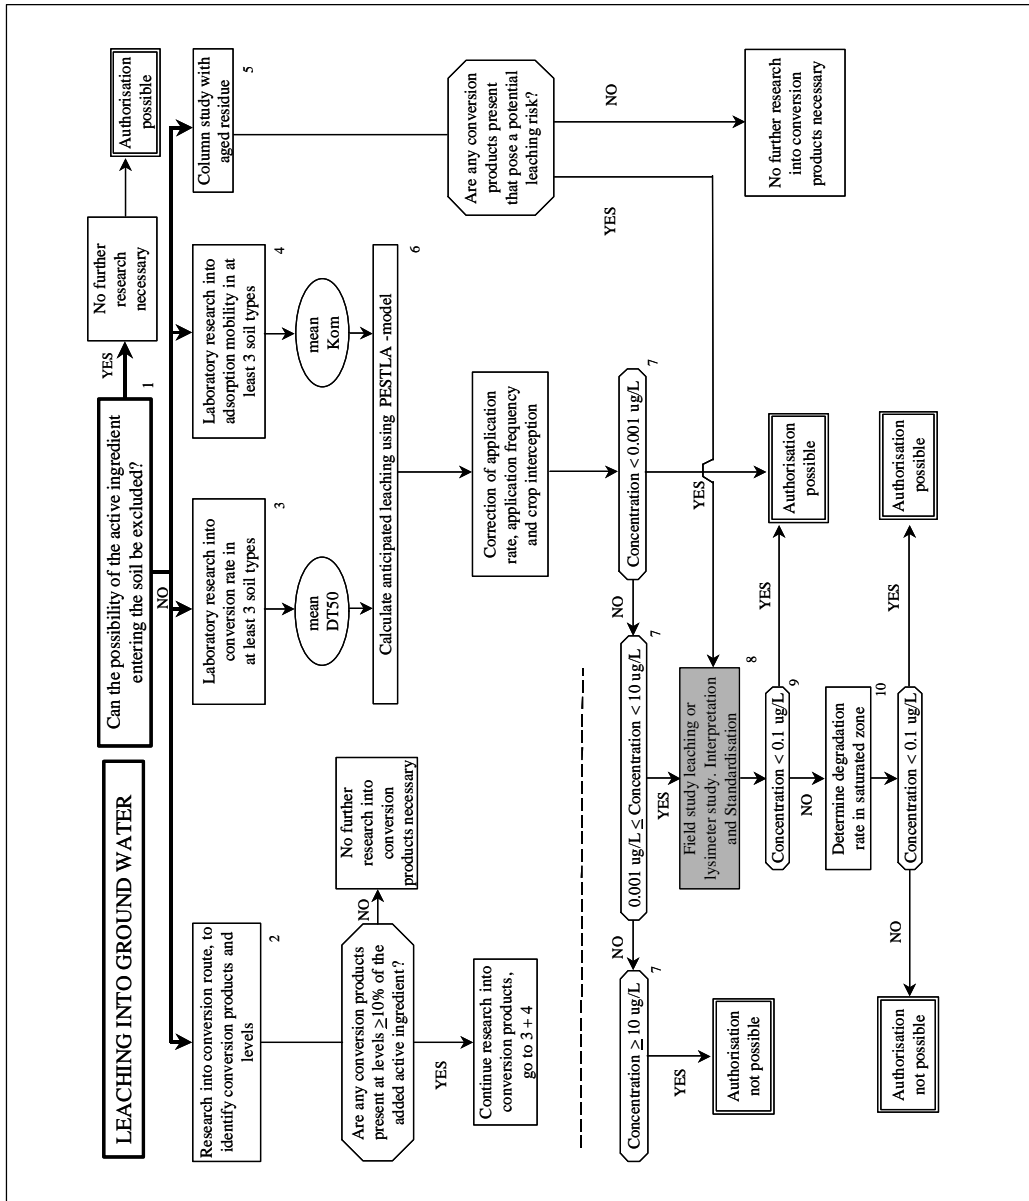 LEACHING INTO GROUND WATER
Can the possibility of the active ingredient
entering the soil be excluded?
1
YES
No further
research
necessary
Authorisation
possible
NO
Research into conversion route, to
identify conversion products and
levels
2
Laboratory research into
conversion rate in
at least 3 soil types
3
Laboratory research into
adsorption mobility in at
least 3 soil types
4
Column study with
aged residue
5
mean
DT50
mean
Kom
Are any conversion products
present at levels ≥10% of the
added active ingredient?
NO
No further
research into
conversion
products necessary
YES
Continue research into
conversion products,
go to 3 + 4
Calculate anticipated leaching using PESTLA -model
6
Are any conversion
products present
that pose a potential
leaching risk?
YES
NO
Correction of application
rate, application frequency
and crop interception
No further research
into conversion
products necessary
Concentration ≥ 10 ug/L
7
NO
0.001 ug/L ≤ Concentration < 10 ug/L
7
NO
Concentration < 0.001 ug/L
7
YES
YES
YES
Authorisation
not possible
Field study leaching or
lysimeter study. Interpretation
and Standardisation
8
Authorisation
possible
Concentration < 0.1 ug/L
9
YES
NO
Determine degradation
rate in saturated zone
10
Concentration < 0.1 ug/L
NO
YES
Authorisation
not possible
Authorisation
possible